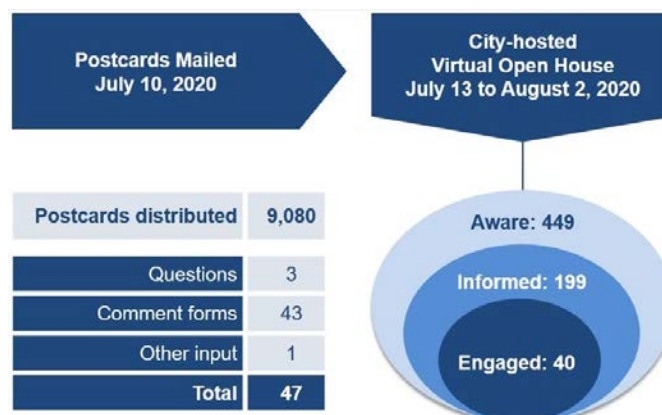 Postcards Mailed
July 10, 2020
City-hosted
Virtual Open House
July 13 to August 2, 2020
Postcards distributed 9,080
Questions 3
Comment forms 43
Other input 1
Total 47
Aware: 449
Informed: 199
Engaged: 40